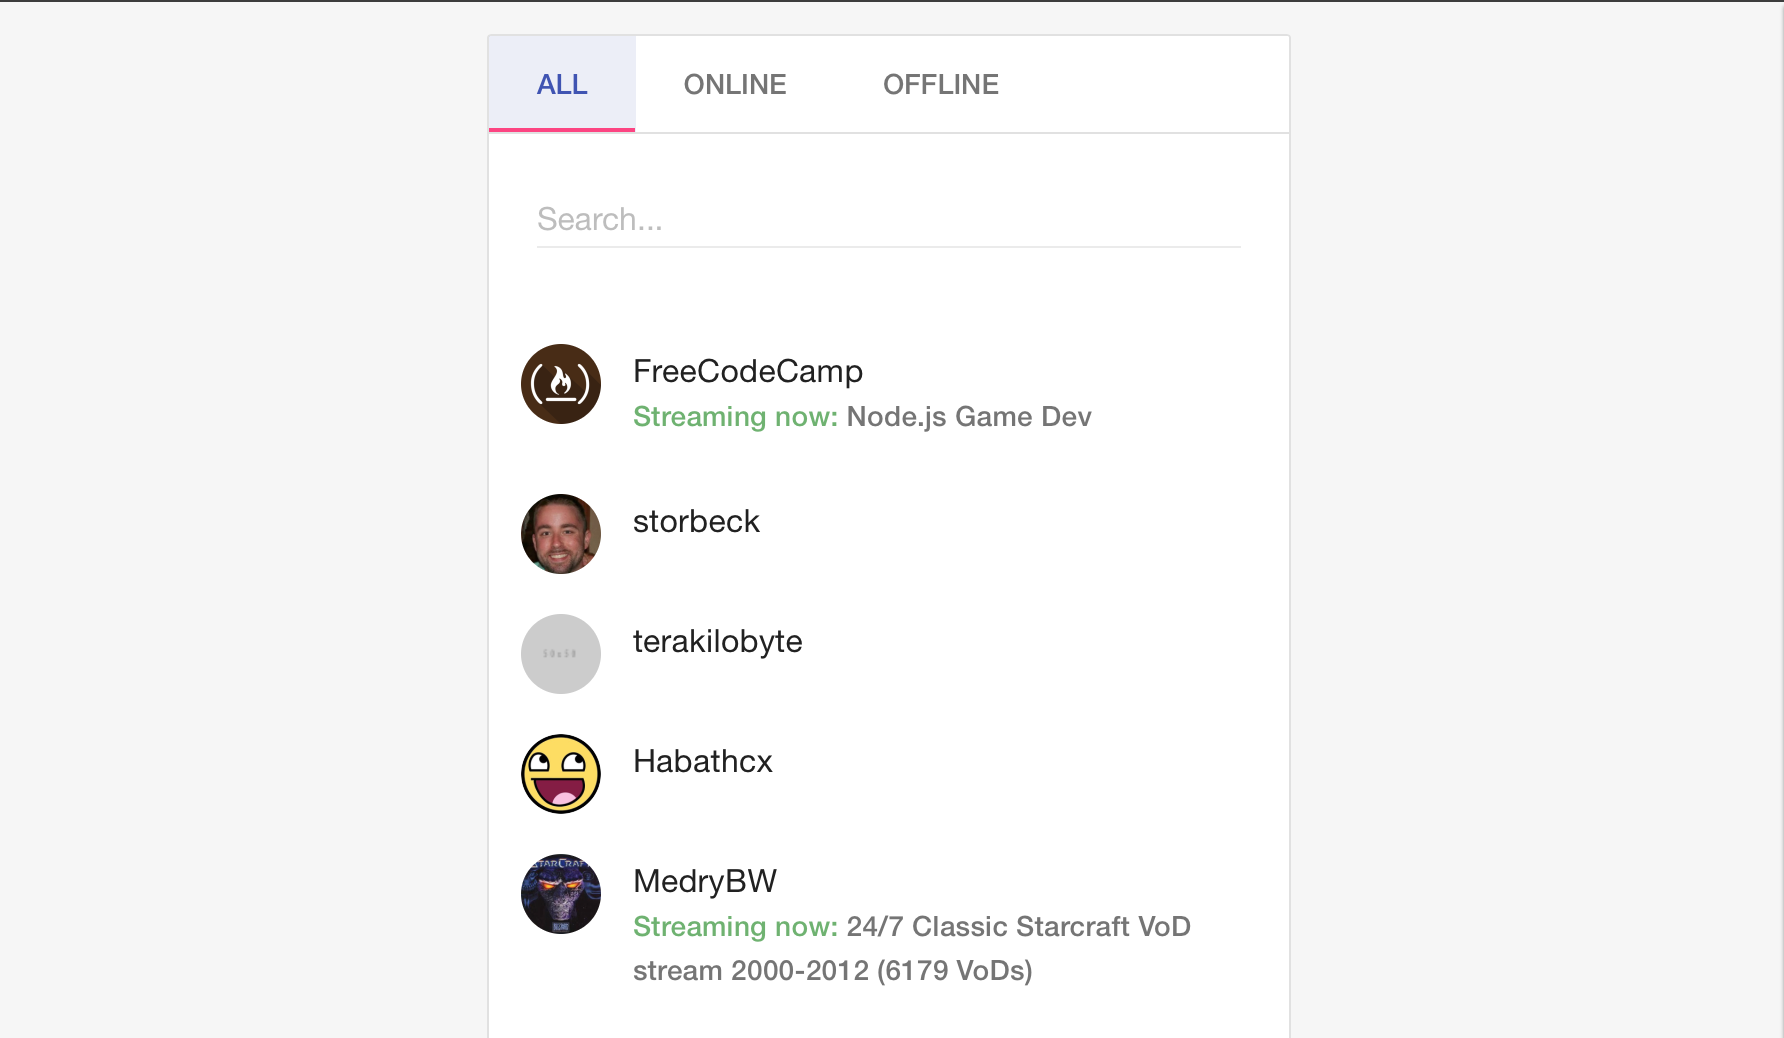 ALL ONLINE OFFLINE
Search...
FreeCodeCamp
Streaming now: Node.js Game Dev
storbeck
50x50
terakilobyte
Habathcx
STARCRAFT
MedryBW
Streaming now: 24/7 Classic Starcraft VoD
stream 2000-2012 (6179 VoDs)